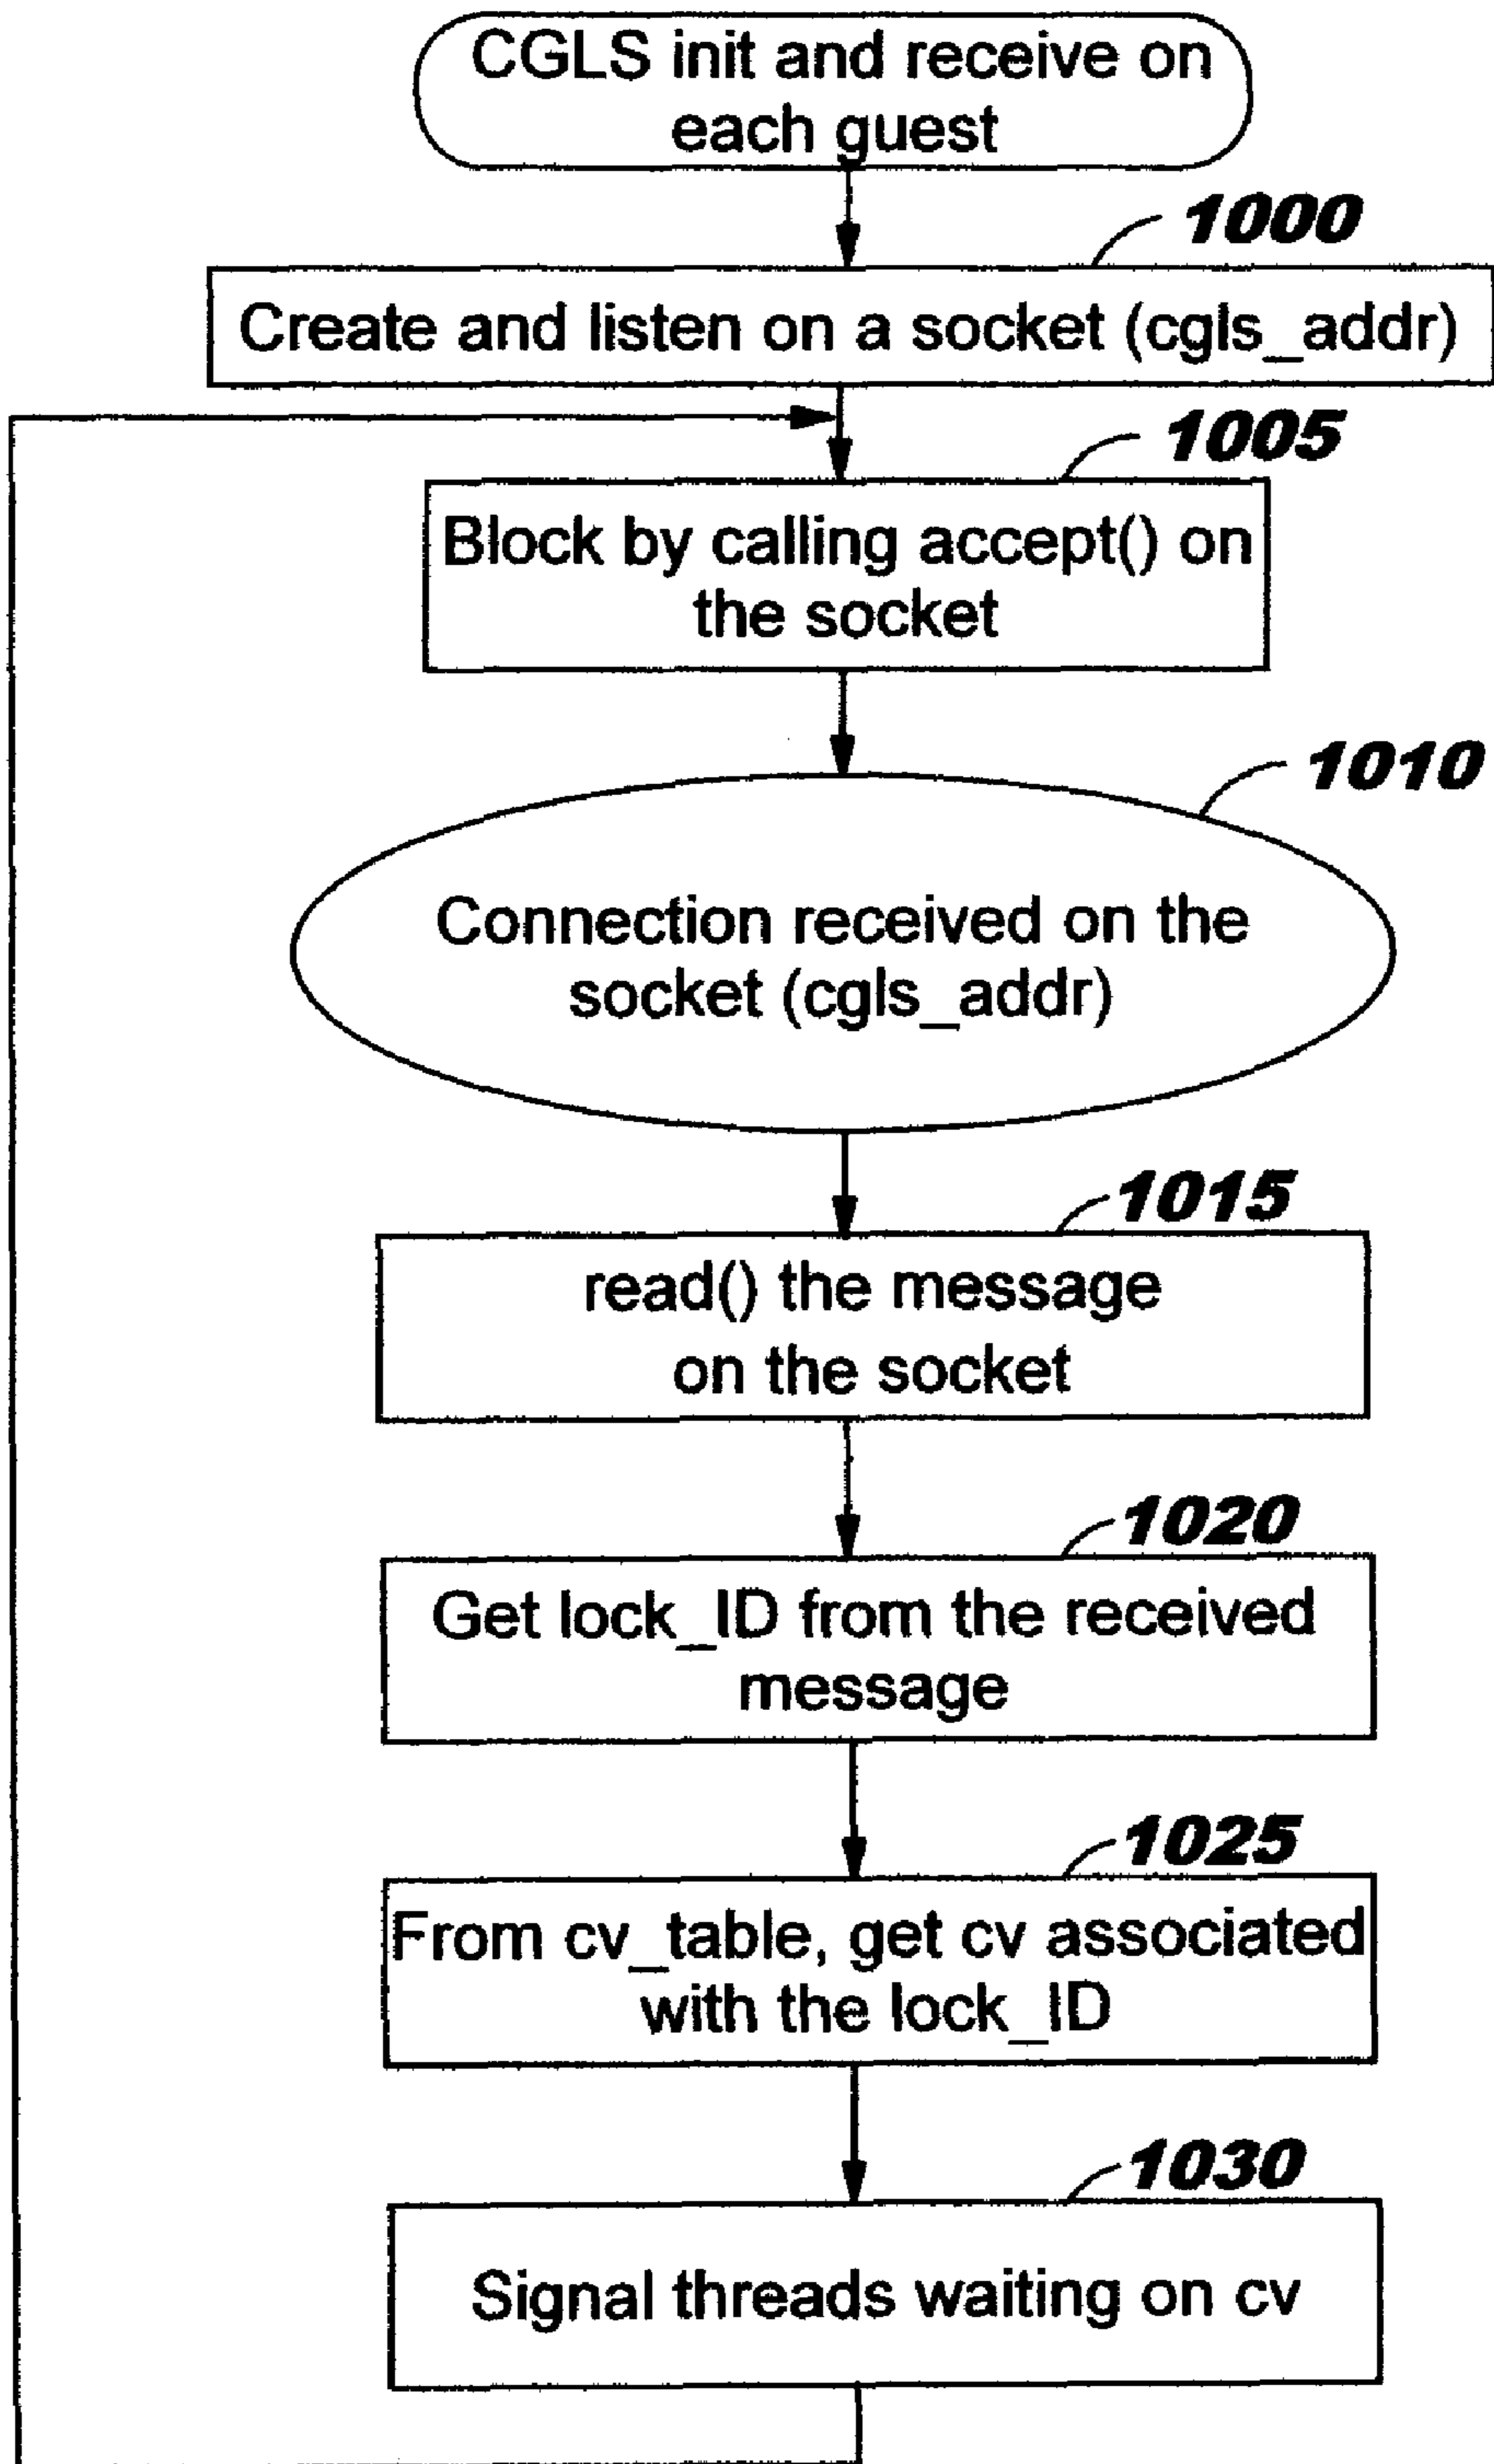 CGLS init and receive on
each guest
1000
Create and listen on a socket (cgls_addr)
1005
Block by calling accept() on
the socket
1010
Connection received on the
socket (cgls_addr)
1015
read() the message
on the socket
1020
Get lock_ID from the received
message
1025
From cv_table, get cv associated
with the lock_ID
1030
Signal threads waiting on cv